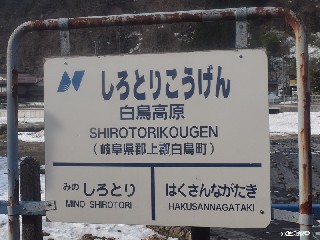 しろとりこうげん
白鳥高原
SHIROTORIKOUGEN
(岐阜県郡上郡白鳥町)
みの しろとり
MINO SHIROTORI
はくさんながたき
HAKUSANNAGATAKI